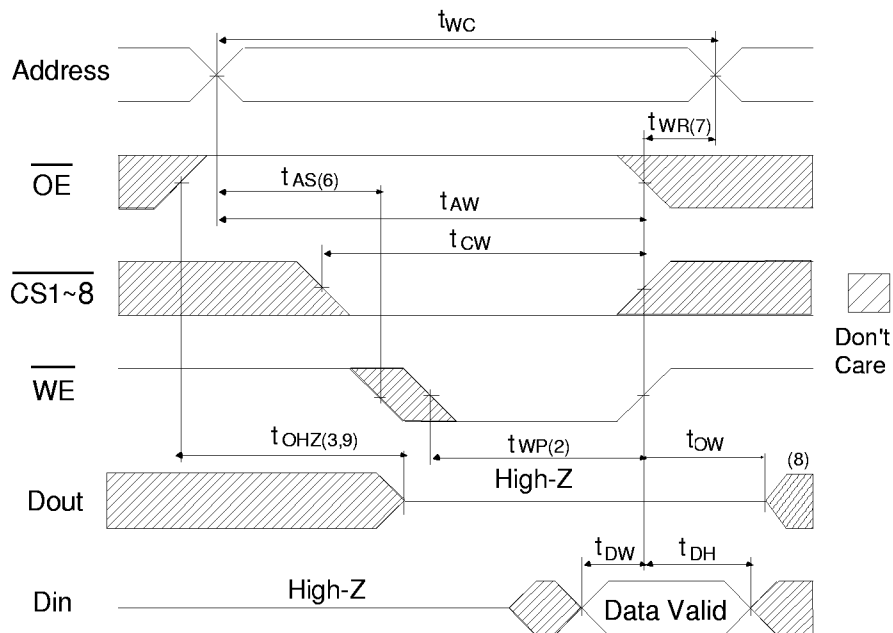 tWC
Address
tWR(7)
OE
tAS(6)
tAW
tCW
CS1~8
Don't
Care
WE
tOHZ(3,9)
tWP(2)
tOW
(8)
High-Z
Dout
tDW
tDH
High-Z
Din
Data Valid